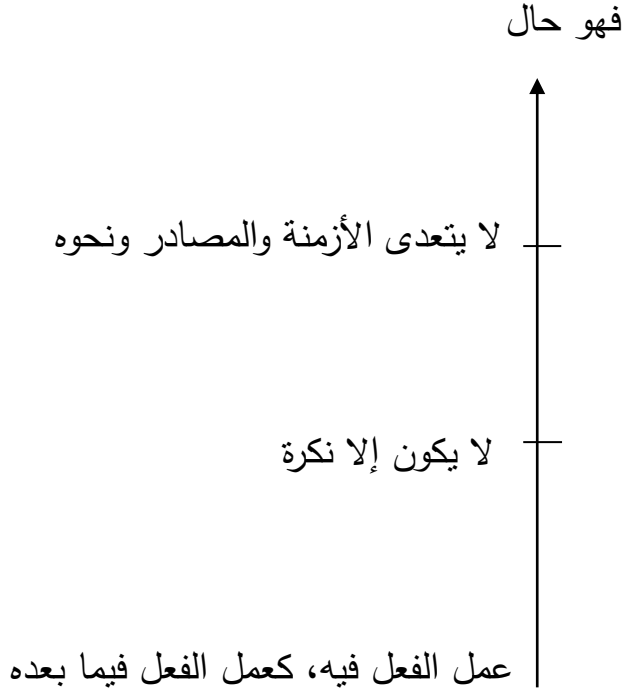 فهو حال
لا يتعدى الأزمنة والمصادر ونحوه
لا يكون إلا نكرة
عمل الفعل فيه، كعمل الفعل فيما بعده